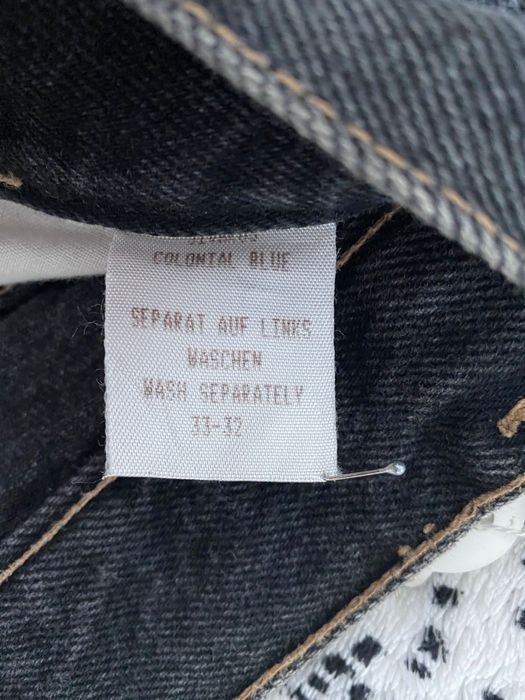 COLONIAL BLUE
SEPARAT AUF LINKS
WASCHEN
WASH SEPARATELY
33-32